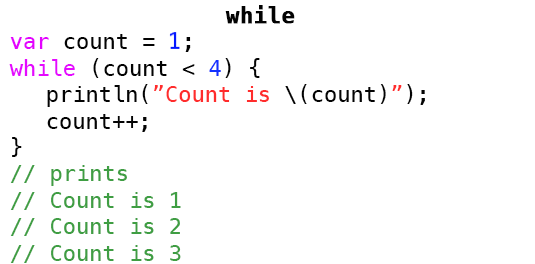 while
var count = 1;
while (count < 4) {
println(”Count is \(count)”);
count++;
}
// prints
// Count is 1
// Count is 2
// Count is 3